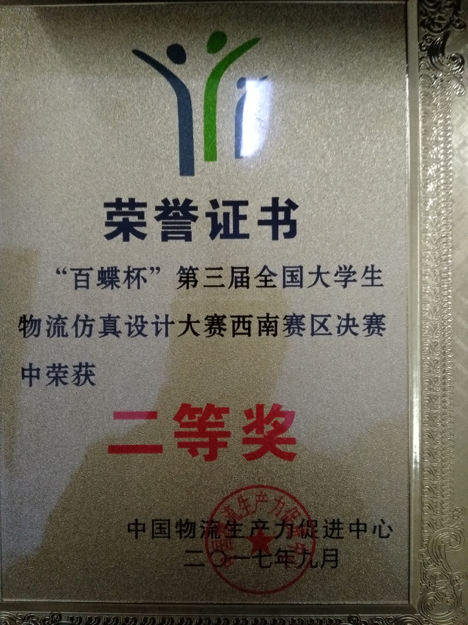 荣誉证书
“百蝶杯”第三届全国大学生
物流仿真设计大赛西南赛区决赛
中荣获
二等奖
中国物流生产力促进中心
二〇一七年九月